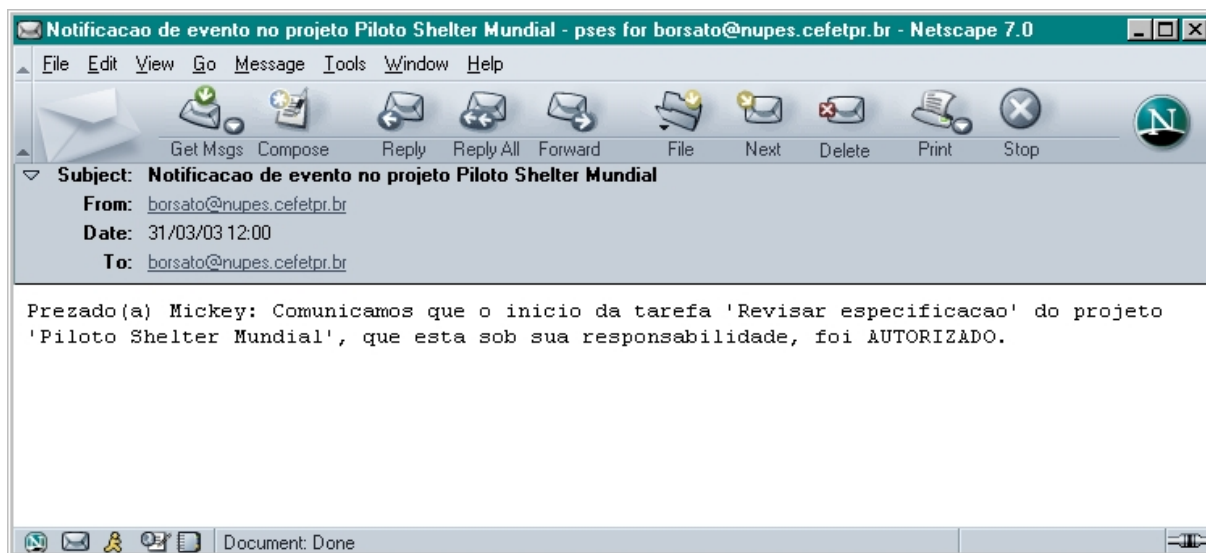 Notificacao de evento no projeto Piloto Shelter Mundial - pses for borsato@nupes.cefetpr.br - Netscape 7.0
File Edit View Go Message Tools Window Help
Get Msgs Compose Reply Reply All Forward File Next Delete Print Stop
N
Subject: Notificacao de evento no projeto Piloto Shelter Mundial
From: borsato@nupes.cefetpr.br
Date: 31/03/03 12:00
To: borsato@nupes.cefetpr.br
Prezado(a) Mickey: Comunicamos que o inicio da tarefa 'Revisar especificacao' do projeto
'Piloto Shelter Mundial', que esta sob sua responsabilidade, foi AUTORIZADO.
Document: Done